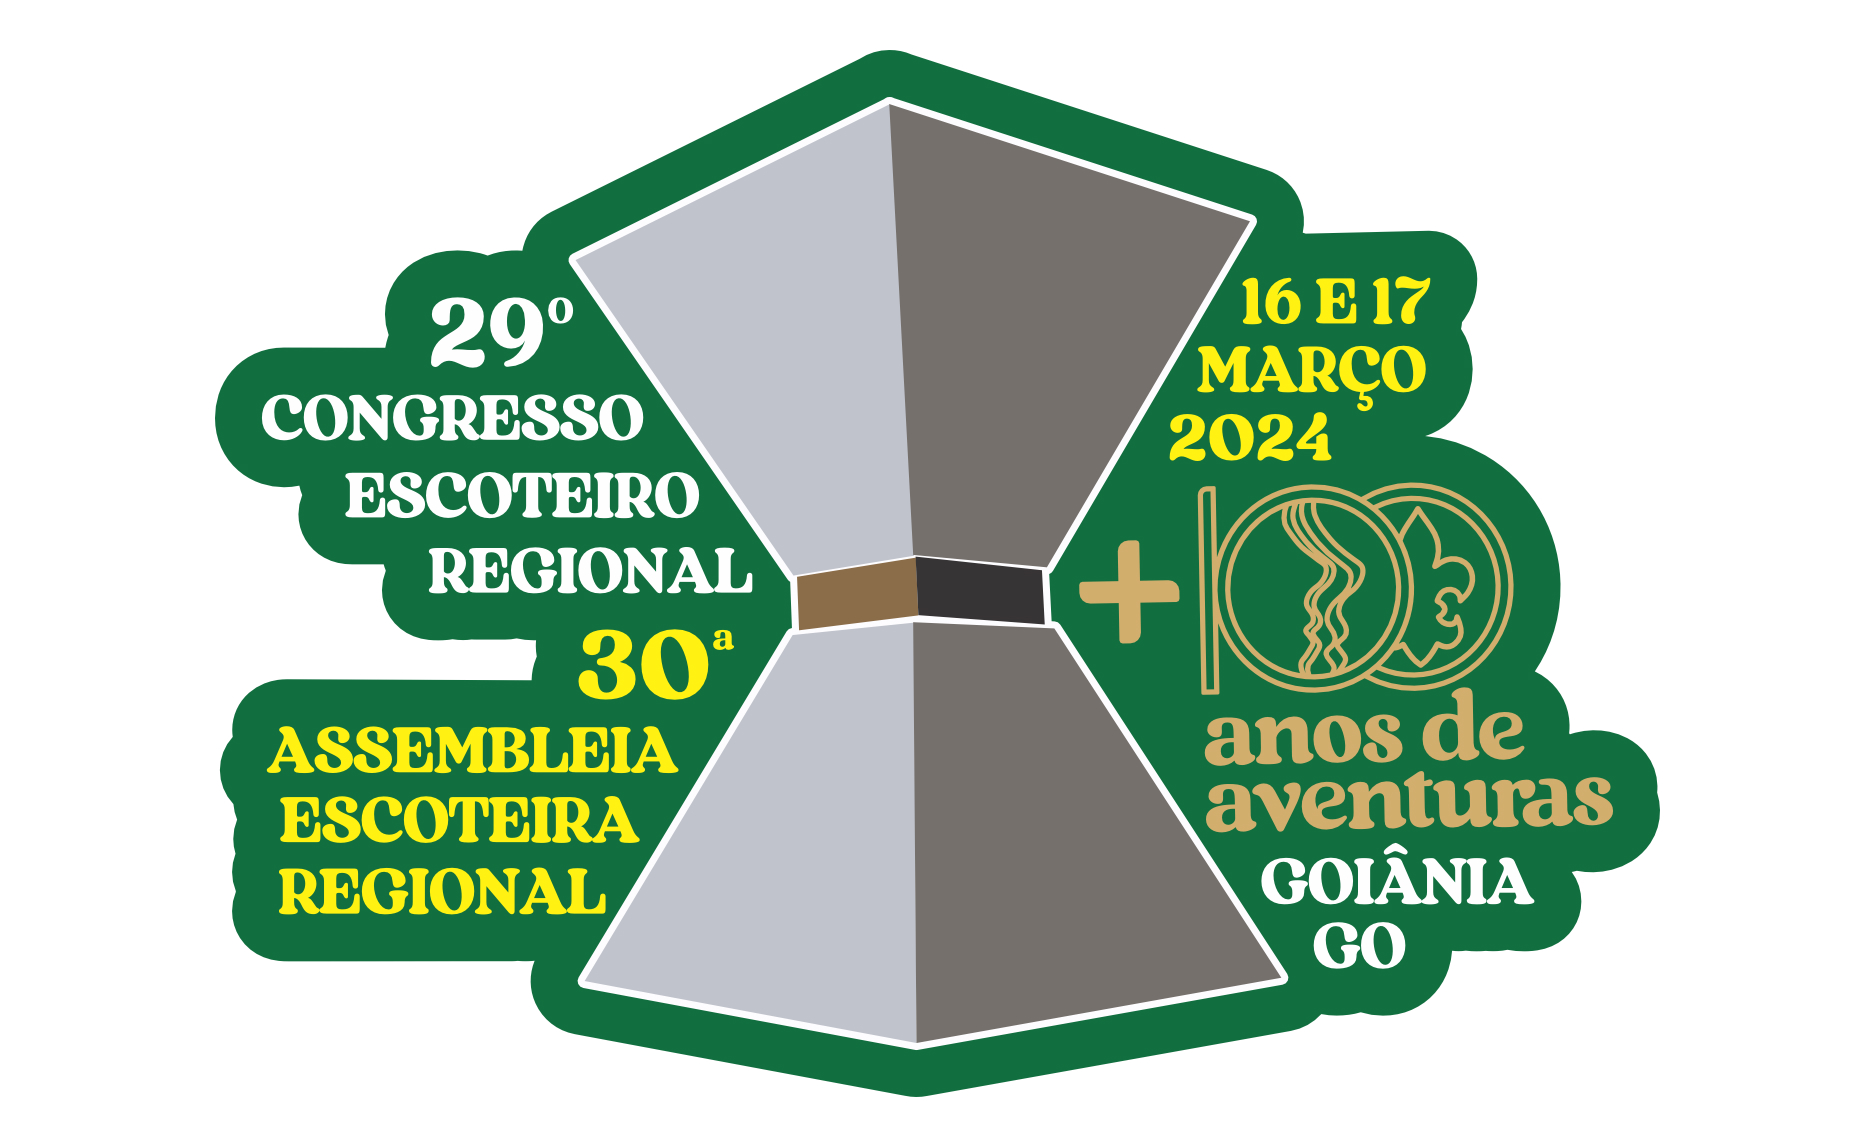 29º
CONGRESSO
ESCOTEIRO
REGIONAL
30ª
ASSEMBLEIA
ESCOTEIRA
REGIONAL
16 E 17
MARÇO
2024
+100
anos de
aventuras
GOIÂNIA
GO